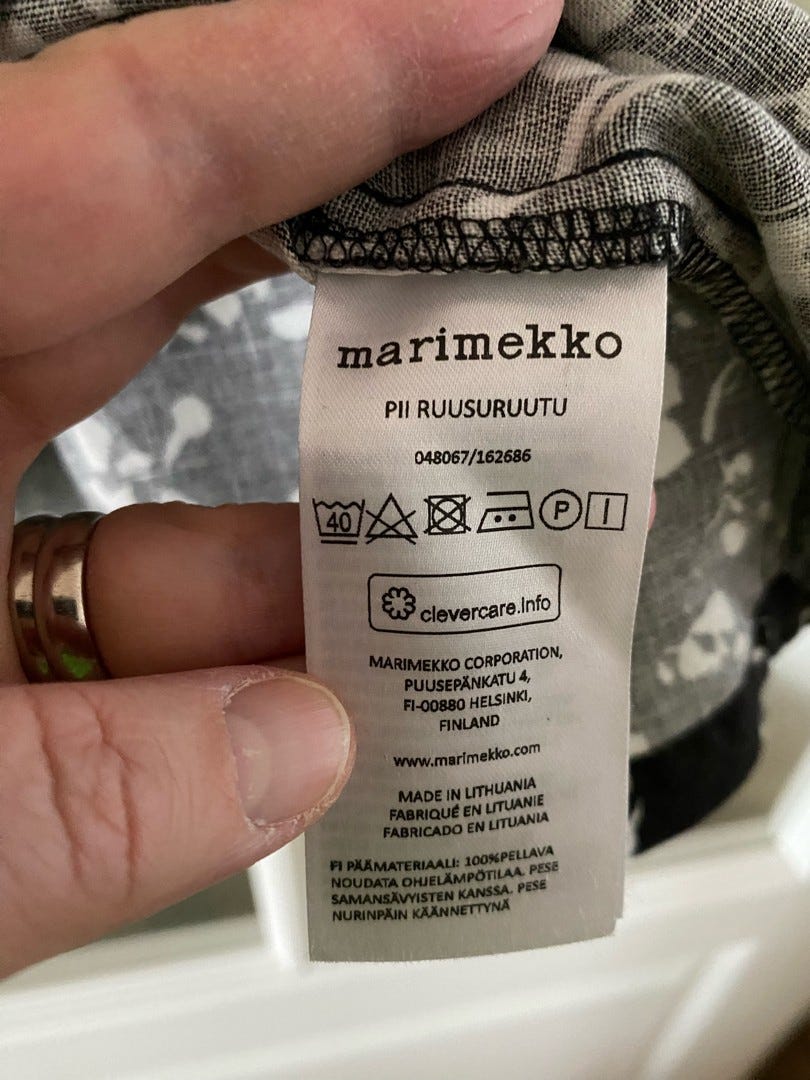 marimekko
PII RUUSURUUTU
048067/162686
40 P
clevercare.info
MARIMEKKO CORPORATION,
PUUSEPÄNKATU 4,
FI-00880 HELSINKI,
FINLAND
www.marimekko.com
MADE IN LITHUANIA
FABRIQUÉ EN LITUANIE
FABRICADO EN LITUANIA
FI PÄÄMATERIAALI: 100%PELLAVA
NOUDATA OHJELÄMPÖTILAA. PESE
SAMANSÄVYISTEN KANSSA. PESE
NURINPÄIN KÄÄNNETTYNÄ